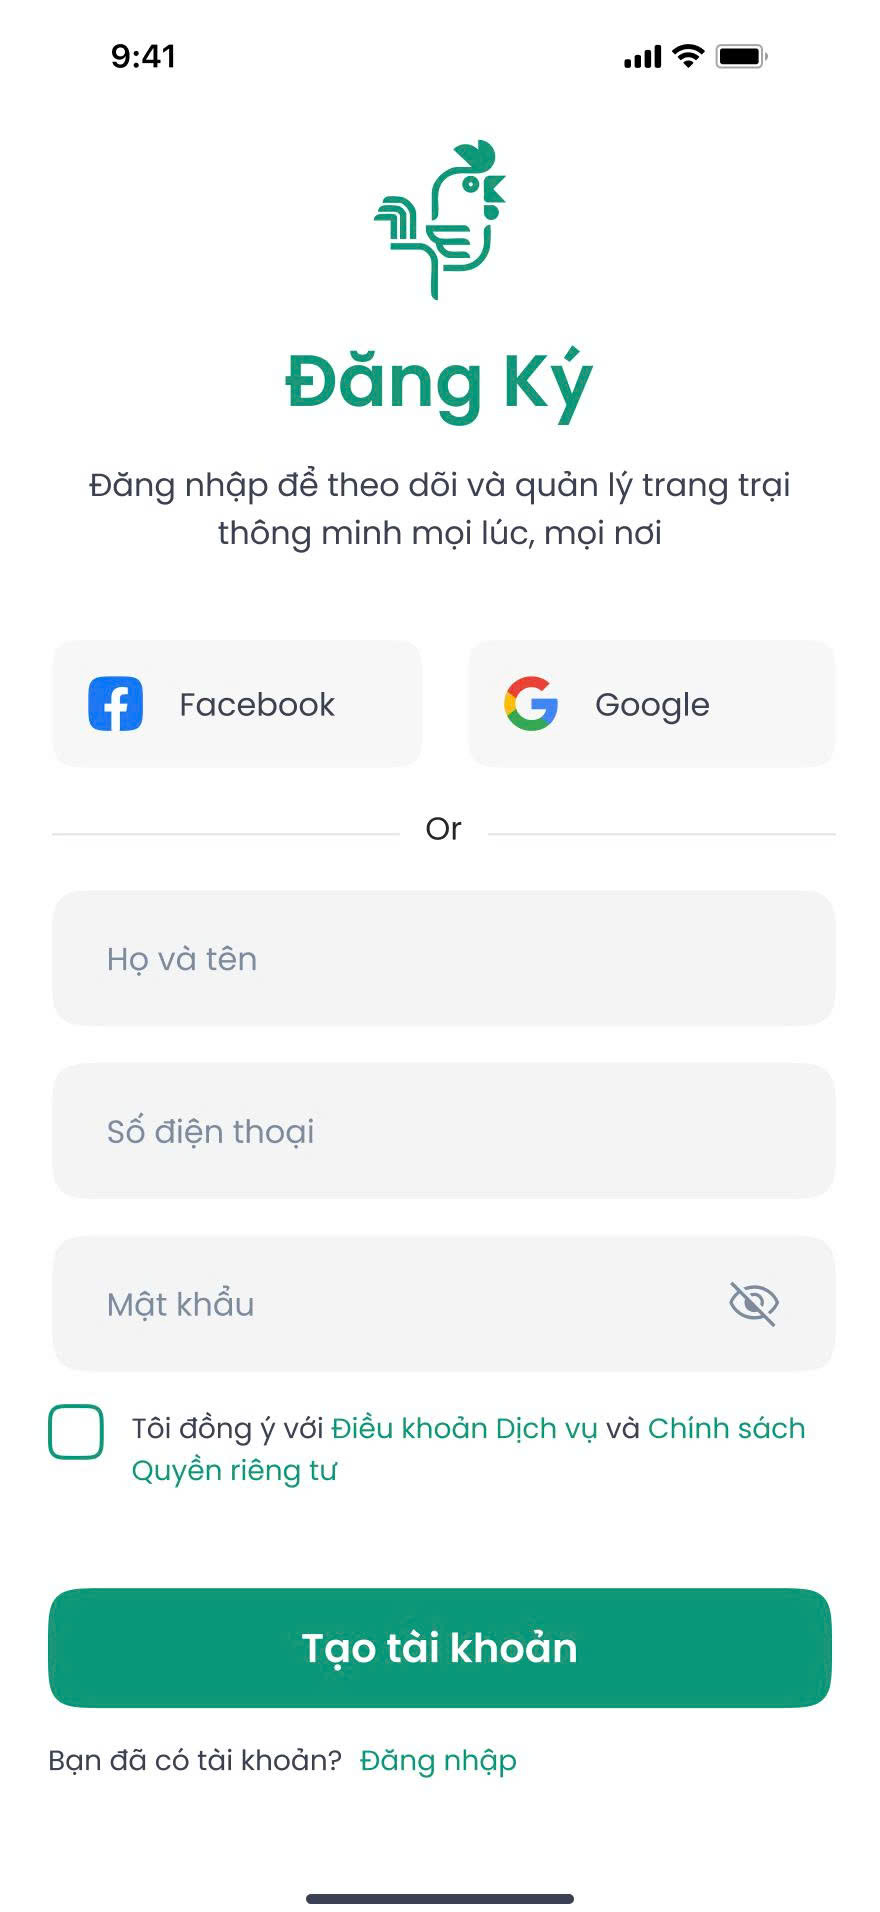 9:41
Đăng Ký
Đăng nhập để theo dõi và quản lý trang trại
thông minh mọi lúc, mọi nơi
Facebook
Google
Or
Họ và tên
Số điện thoại
Mật khẩu
Tôi đồng ý với Điều khoản Dịch vụ và Chính sách
Quyền riêng tư
Tạo tài khoản
Bạn đã có tài khoản? Đăng nhập